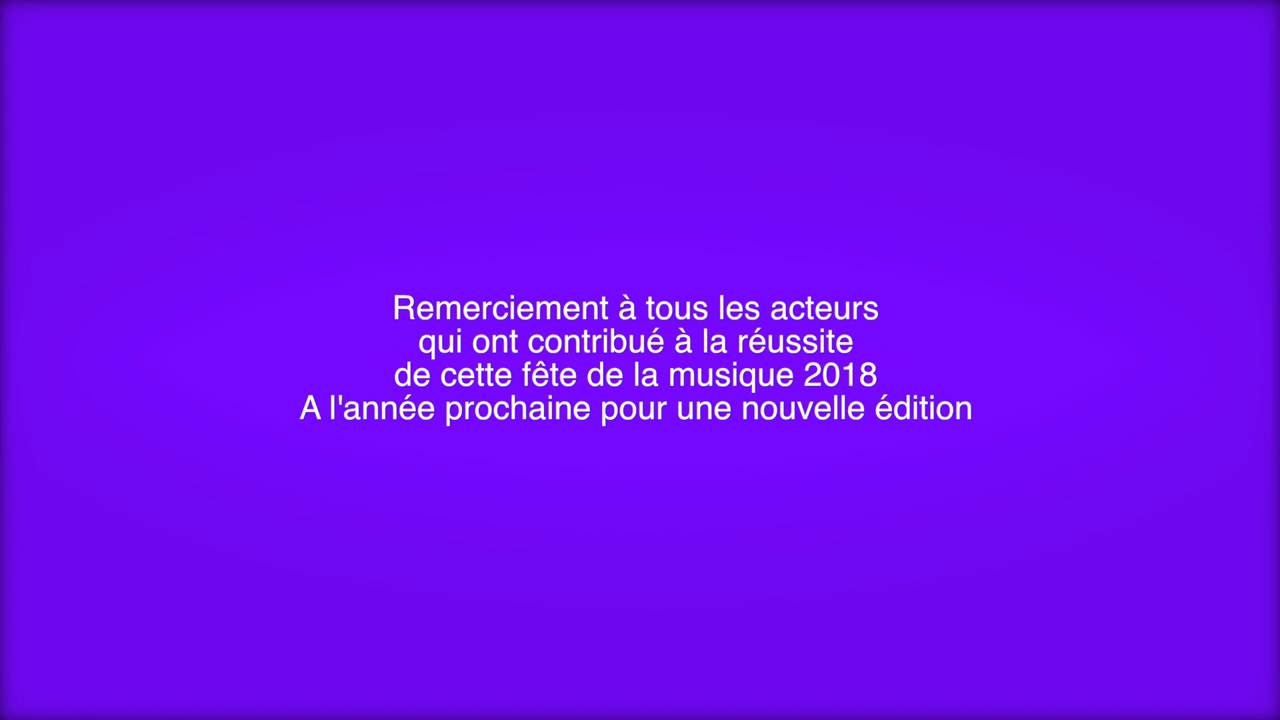 Remerciement à tous les acteurs
qui ont contribué à la réussite
de cette fête de la musique 2018
A l'année prochaine pour une nouvelle édition